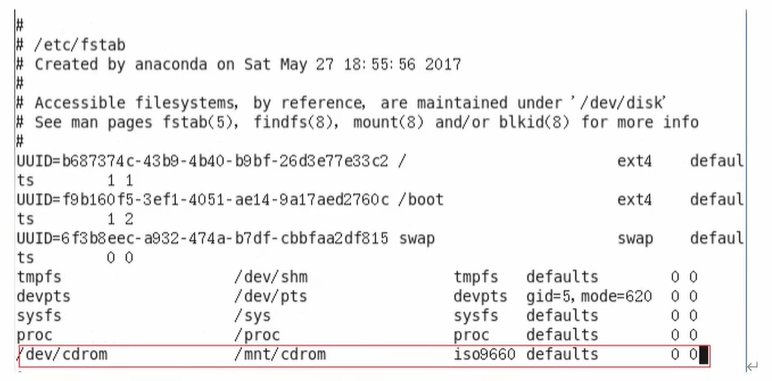 #
# /etc/fstab
# Created by anaconda on Sat May 27 18:55:56 2017
#
# Accessible filesystems, by reference, are maintained under '/dev/disk'
# See man pages fstab(5), findfs(8), mount(8) and/or blkid(8) for more info
#
UUID=b687374c-43b9-4b40-b9bf-26d3e77e33c2 / ext4 defaul
ts 1 1
UUID=f9b160f5-3ef1-4051-ae14-9a17aed2760c /boot ext4 defaul
ts 1 2
UUID=6f3b8eec-a932-474a-b7df-cbbfaa2df815 swap swap defaul
ts 0 0
tmpfs /dev/shm tmpfs defaults 0 0
devpts /dev/pts devpts gid=5,mode=620 0 0
sysfs /sys sysfs defaults 0 0
proc /proc proc defaults 0 0
/dev/cdrom /mnt/cdrom iso9660 defaults 0 0